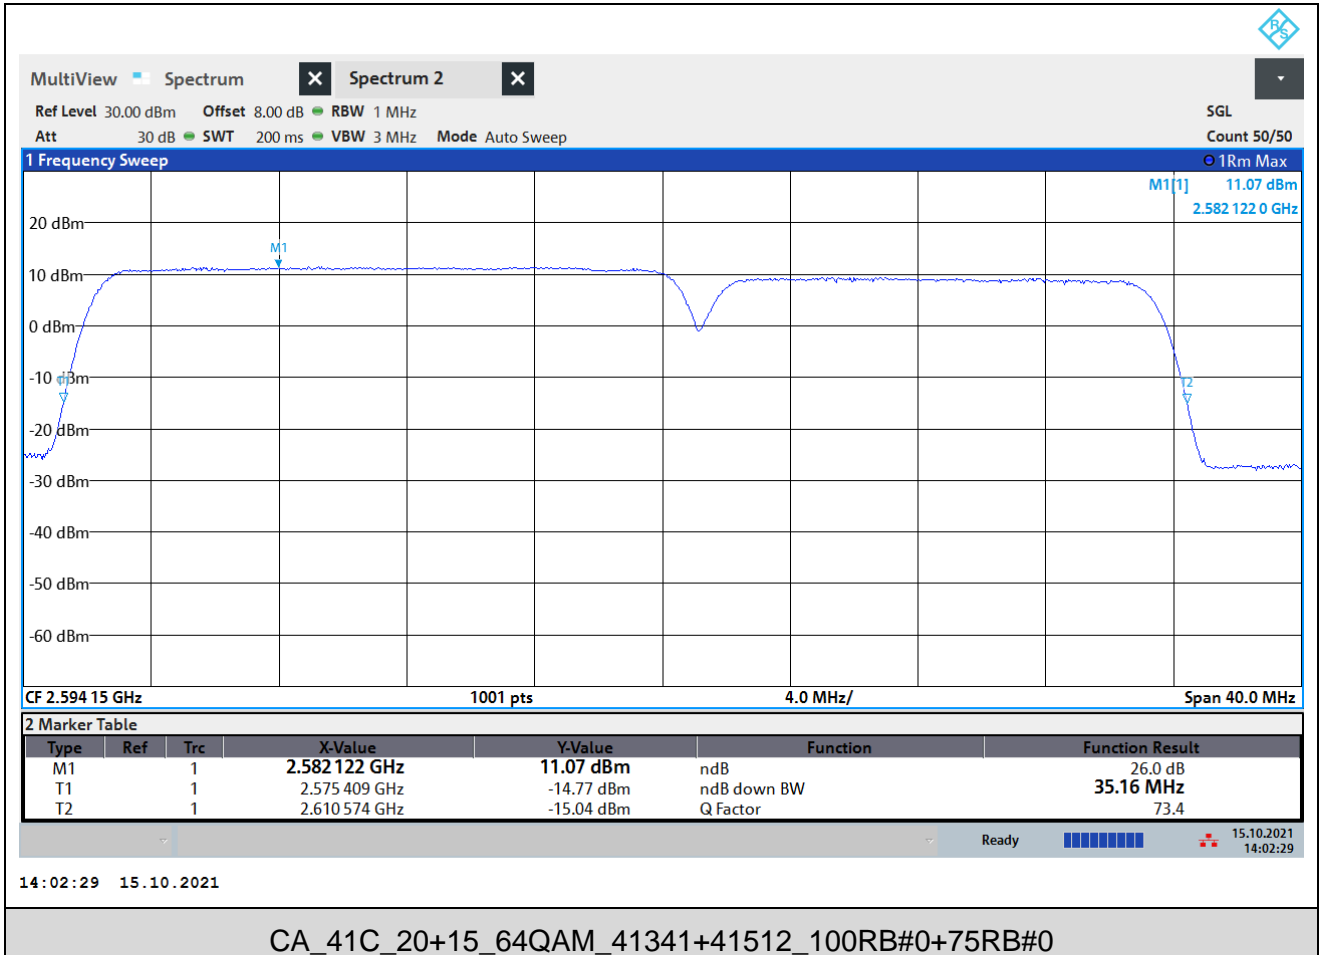 R S
MultiView Spectrum Spectrum 2
Ref Level 30.00 dBm Offset 8.00 dB RBW 1 MHz SGL
Att 30 dB SWT 200 ms VBW 3 MHz Mode Auto Sweep Count 50/50
1 Frequency Sweep 1Rm Max
M1[1] 11.07 dBm
2.582 122 0 GHz
20 dBm
M1
10 dBm
0 dBm
-10 dBm
T2
-20 dBm
-30 dBm
-40 dBm
-50 dBm
-60 dBm
CF 2.594 15 GHz 1001 pts 4.0 MHz/ Span 40.0 MHz
2 Marker Table
Type Ref Trc X-Value Y-Value Function Function Result
M1 1 2.582 122 GHz 11.07 dBm ndB 26.0 dB
T1 1 2.575 409 GHz -14.77 dBm ndB down BW 35.16 MHz
T2 1 2.610 574 GHz -15.04 dBm Q Factor 73.4
Ready 15.10.2021
14:02:29
14:02:29 15.10.2021
CA_41C_20+15_64QAM_41341+41512_100RB#0+75RB#0